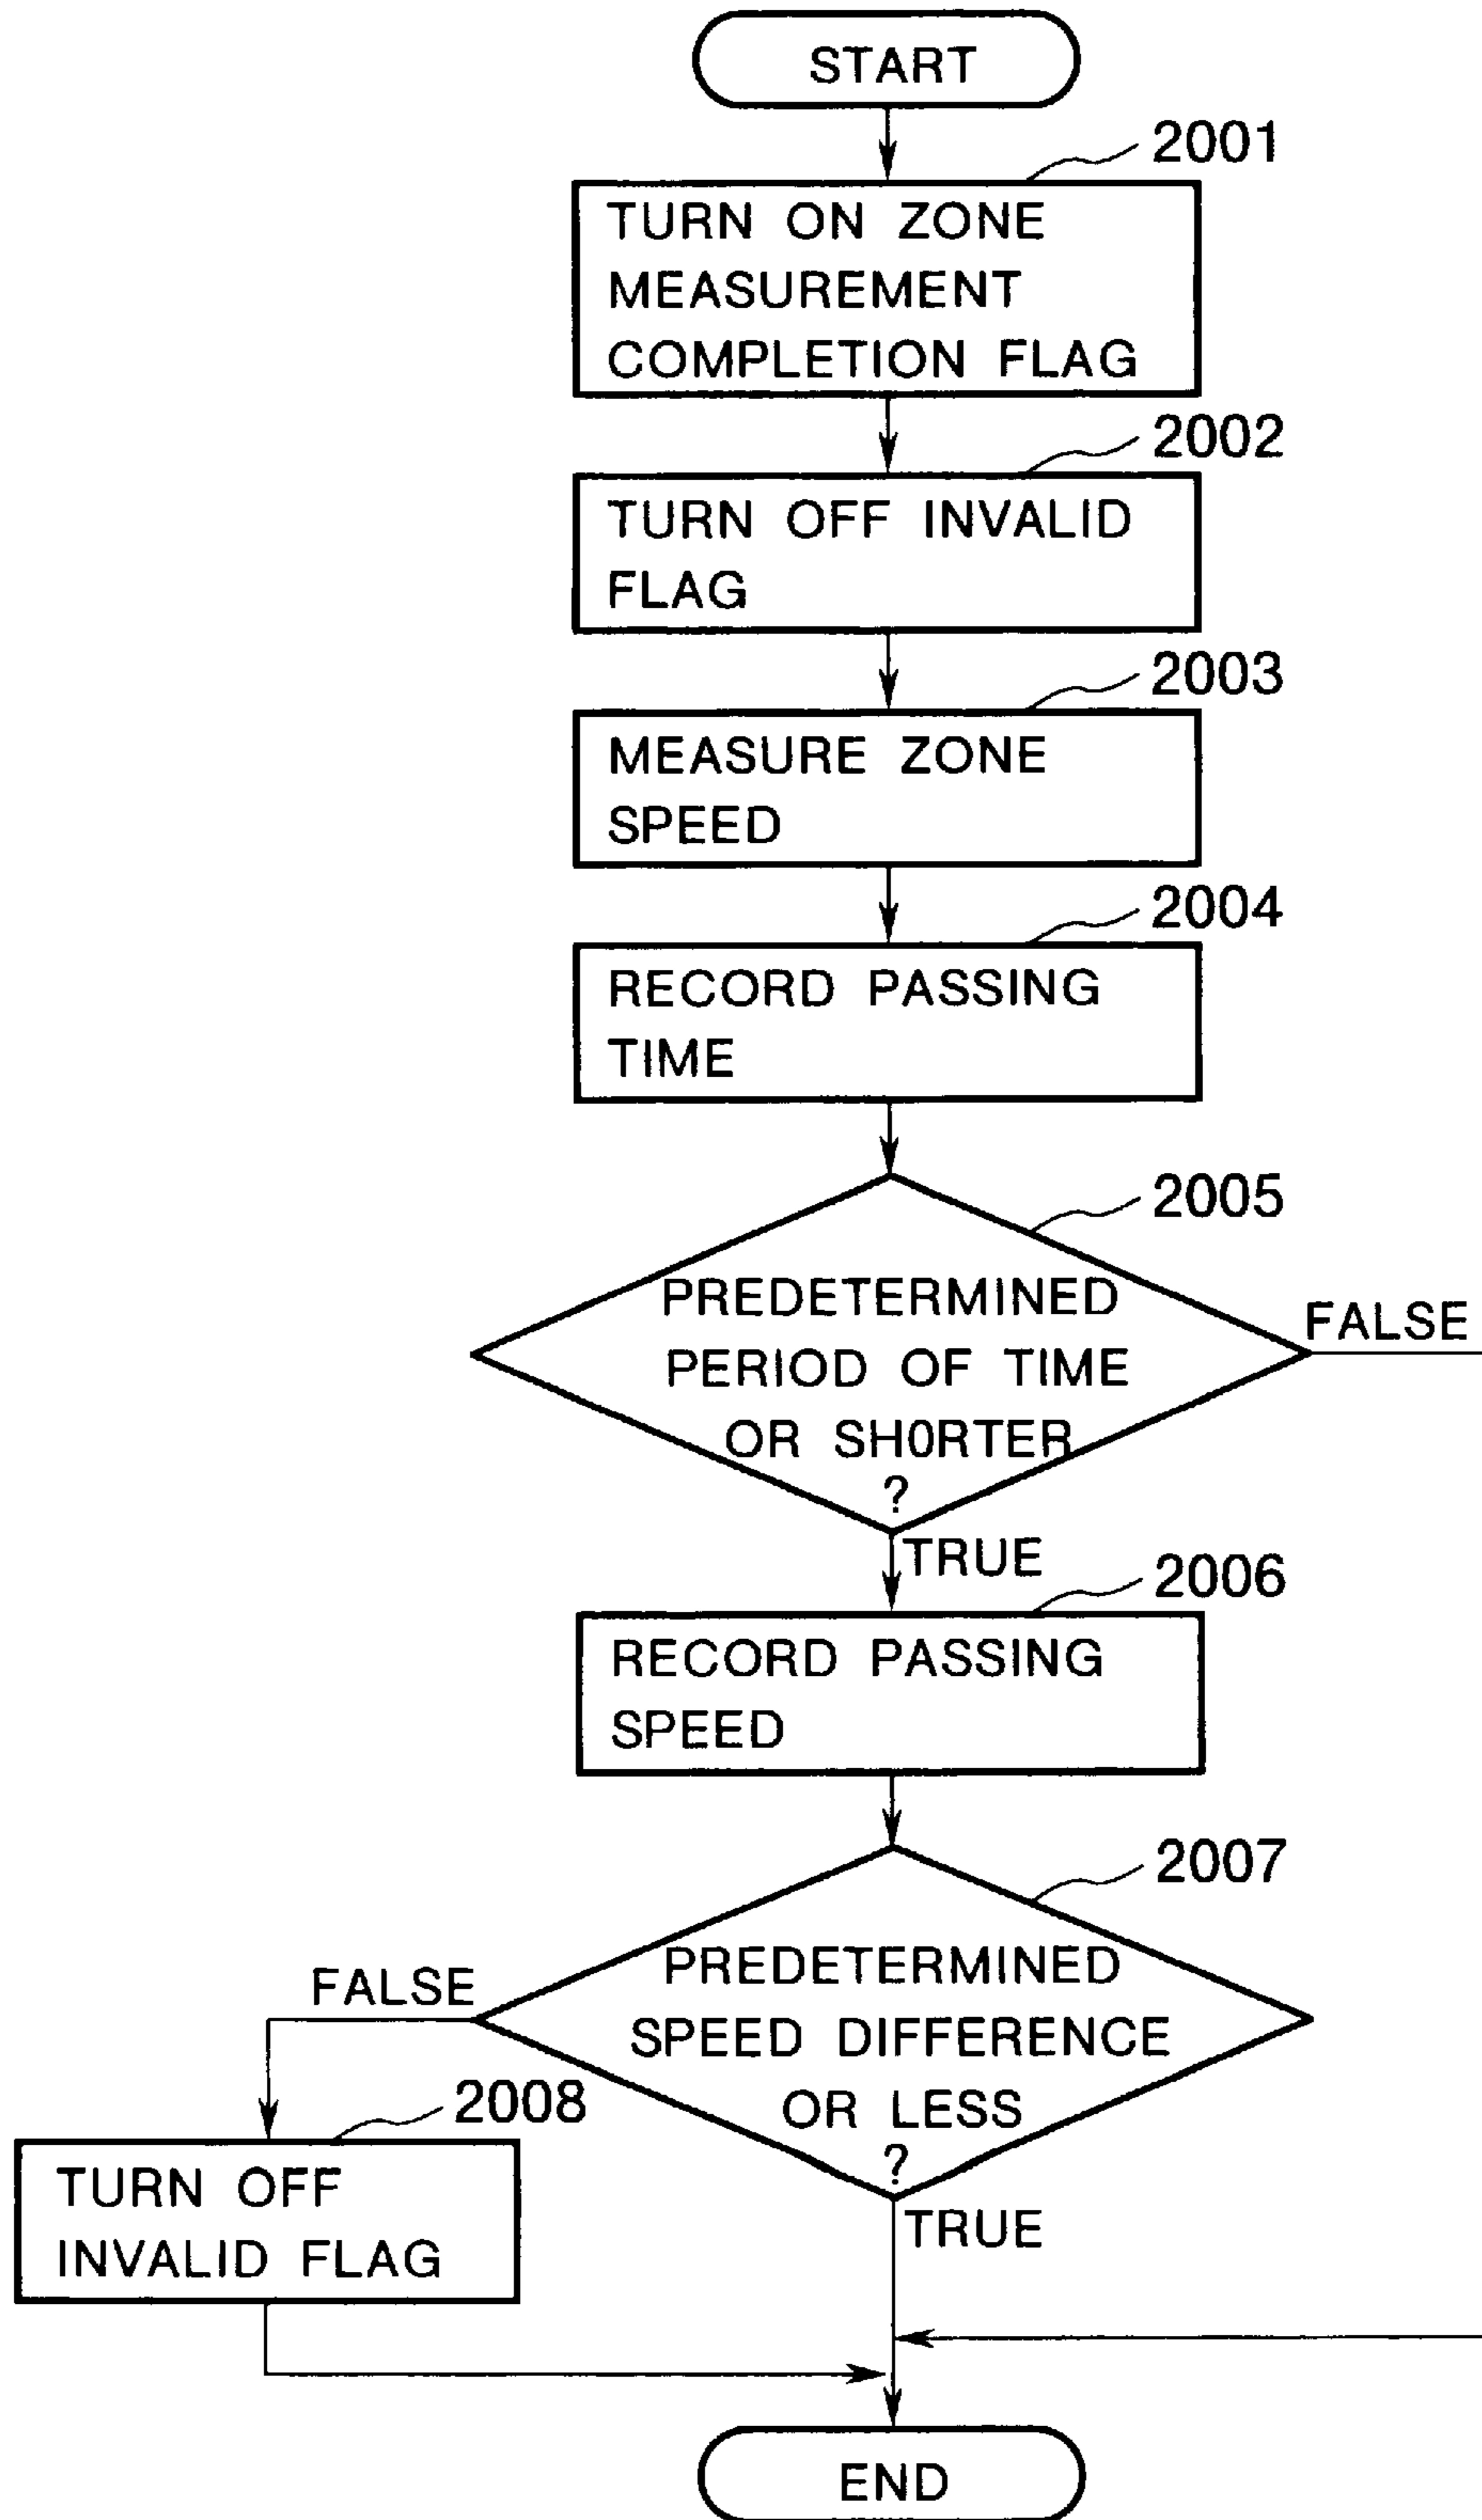 START
2001
TURN ON ZONE
MEASUREMENT
COMPLETION FLAG
2002
TURN OFF INVALID
FLAG
2003
MEASURE ZONE
SPEED
2004
RECORD PASSING
TIME
2005
PREDETERMINED
PERIOD OF TIME
OR SHORTER
?
FALSE
TRUE
2006
RECORD PASSING
SPEED
2007
PREDETERMINED
SPEED DIFFERENCE
OR LESS
?
FALSE
2008
TURN OFF
INVALID FLAG
TRUE
END